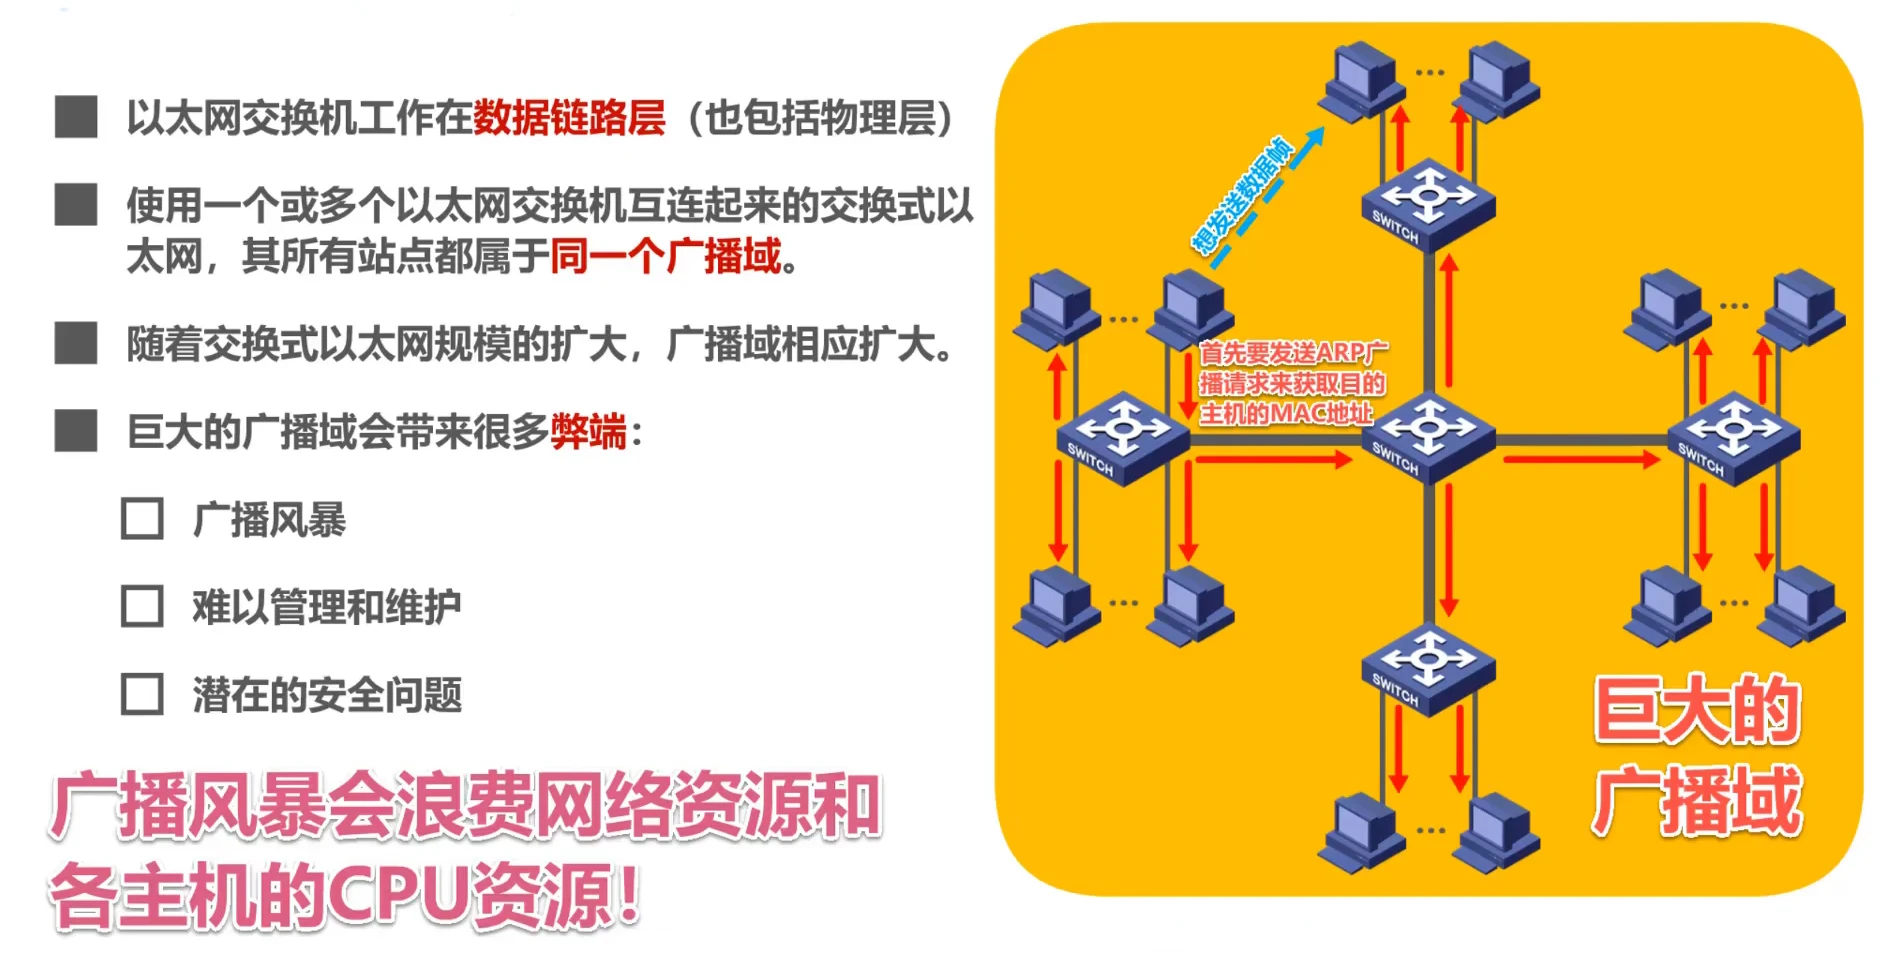 以太网交换机工作在数据链路层（也包括物理层）
使用一个或多个以太网交换机互连起来的交换式以
太网，其所有站点都属于同一个广播域。
随着交换式以太网规模的扩大，广播域相应扩大。
巨大的广播域会带来很多弊端：
广播风暴
难以管理和维护
潜在的安全问题
广播风暴会浪费网络资源和
各主机的CPU资源！
...
想发送数据帧
SWITCH
...
...
首先要发送ARP广
播请求来获取目的
主机的MAC地址
SWITCH
SWITCH
SWITCH
...
...
SWITCH
巨大的
广播域
...